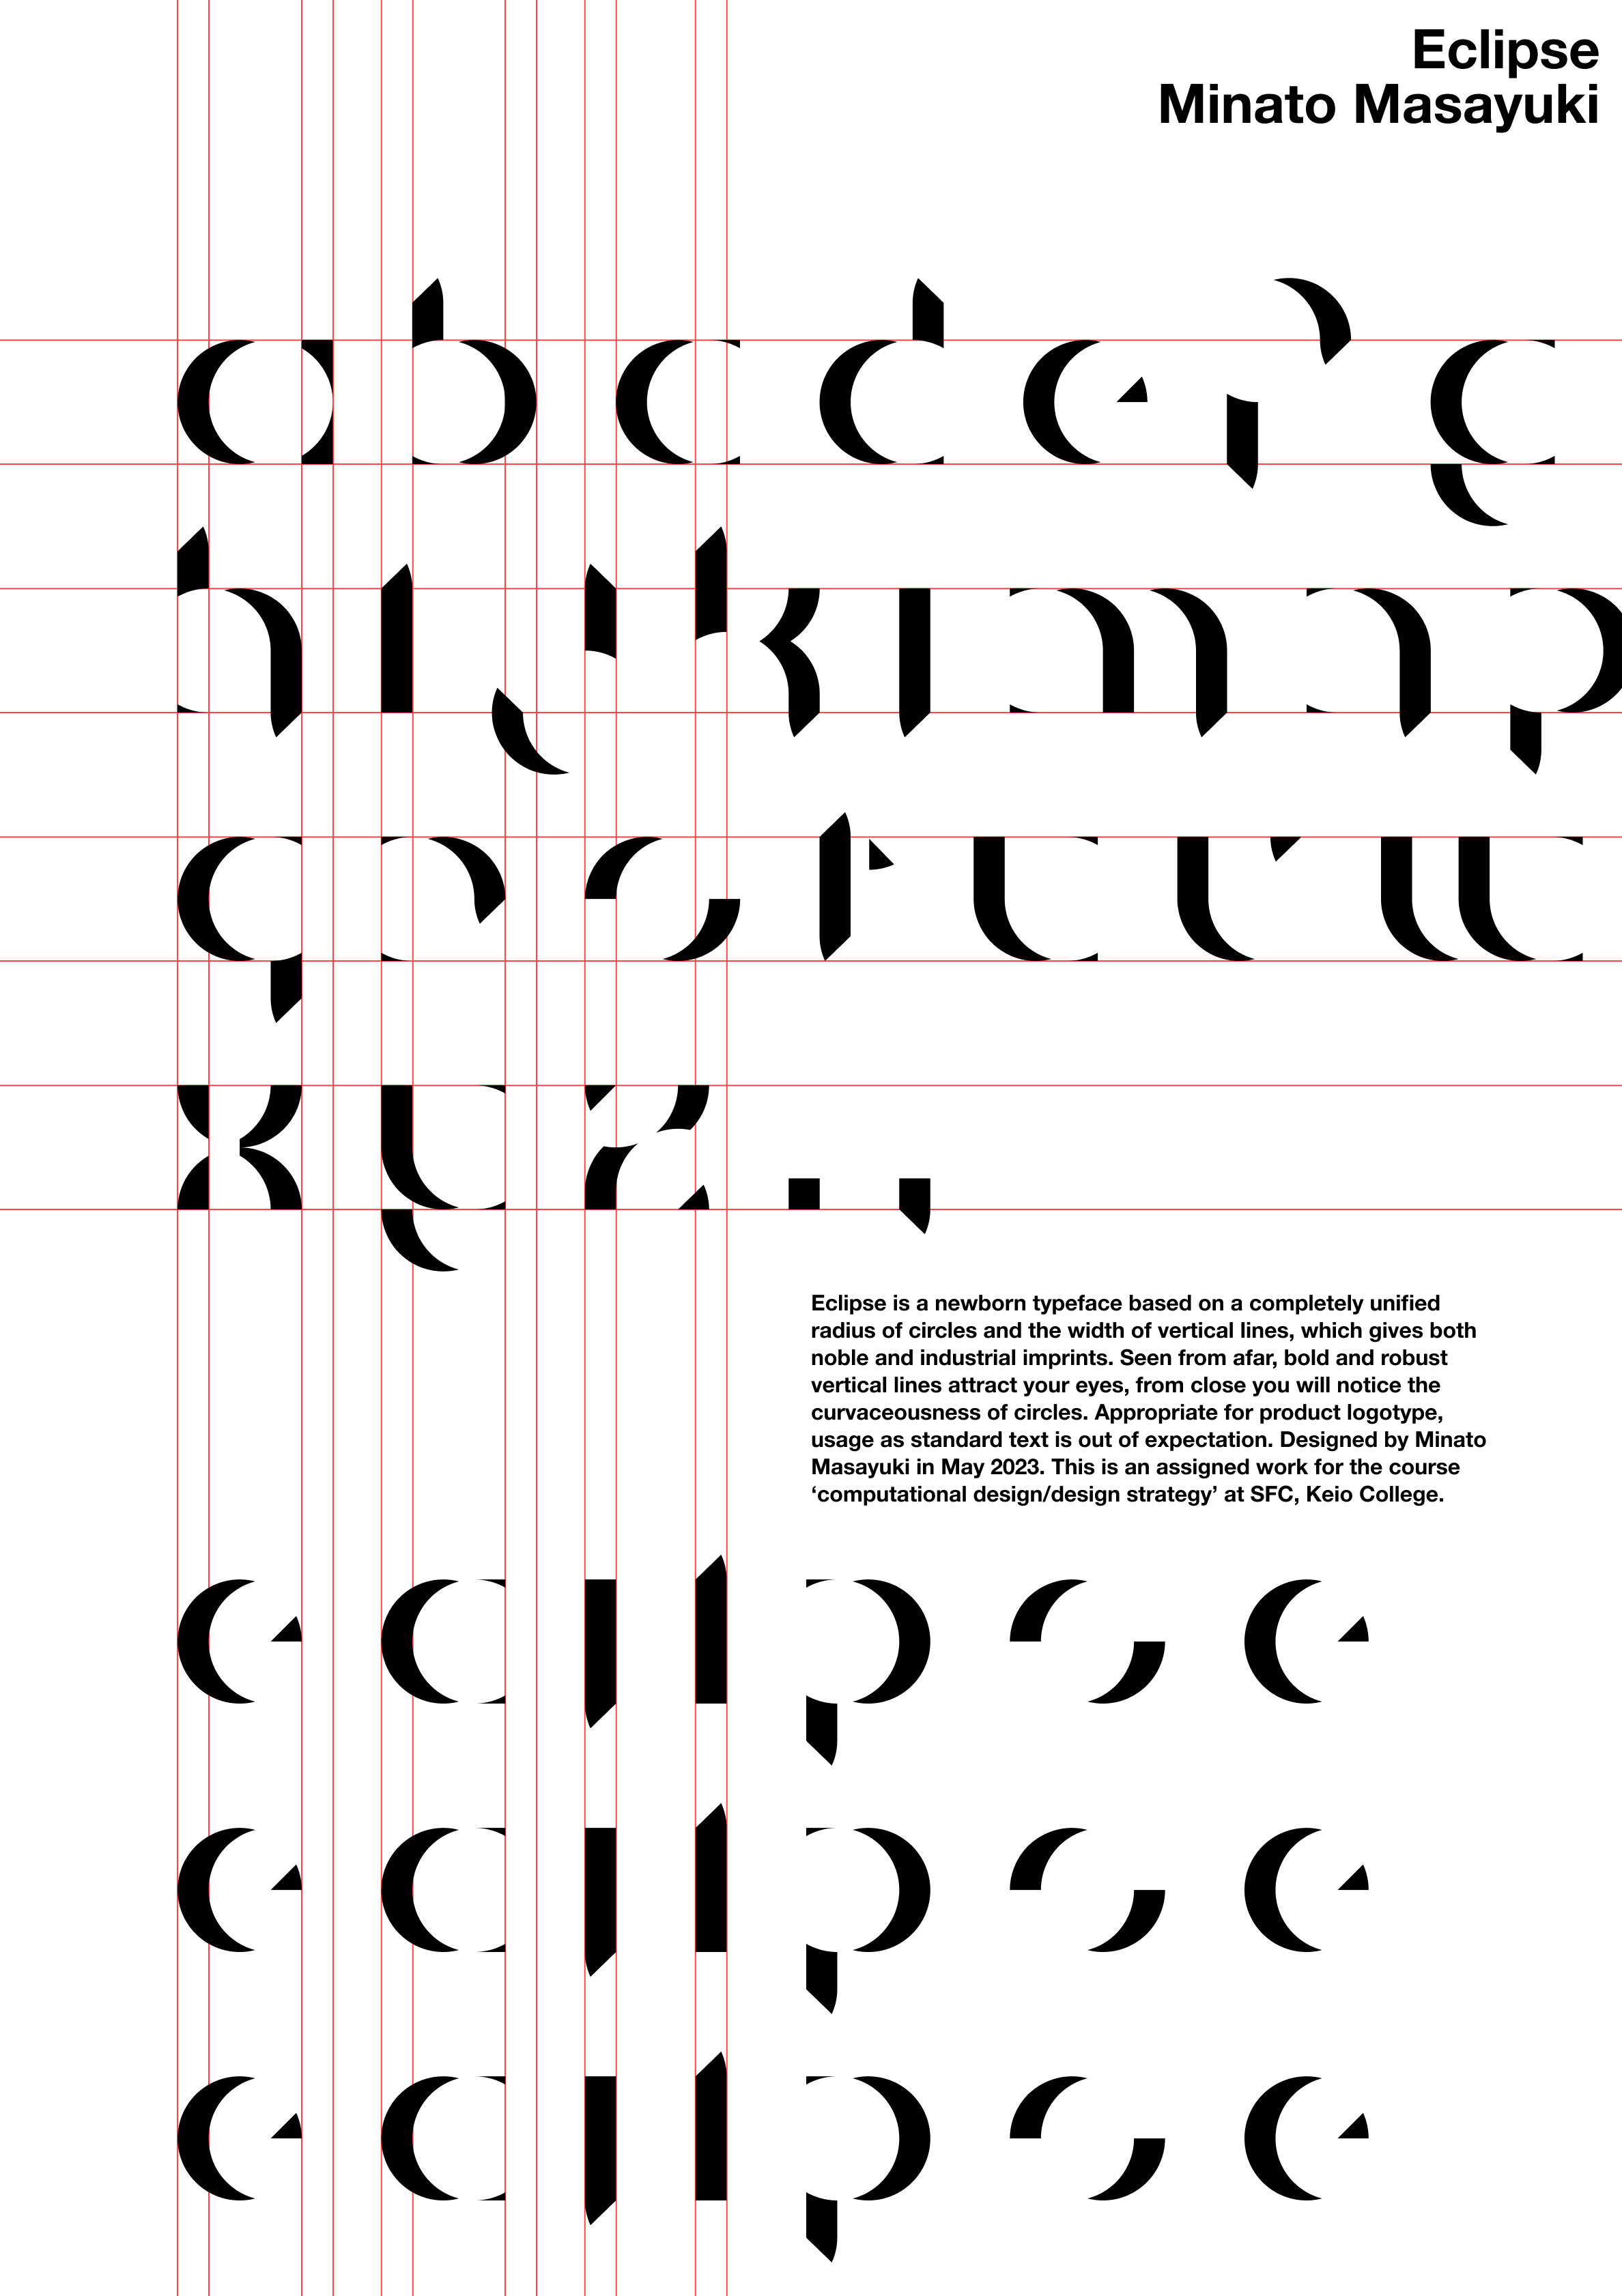 Eclipse
Minato Masayuki
abcdefg
hijklmnp
qrstuvw
xyz.,
Eclipse is a newborn typeface based on a completely unified
radius of circles and the width of vertical lines, which gives both
noble and industrial imprints. Seen from afar, bold and robust
vertical lines attract your eyes, from close you will notice the
curvaceousness of circles. Appropriate for product logotype,
usage as standard text is out of expectation. Designed by Minato
Masayuki in May 2023. This is an assigned work for the course
‘computational design/design strategy’ at SFC, Keio College.
eclipse
eclipse
eclipse